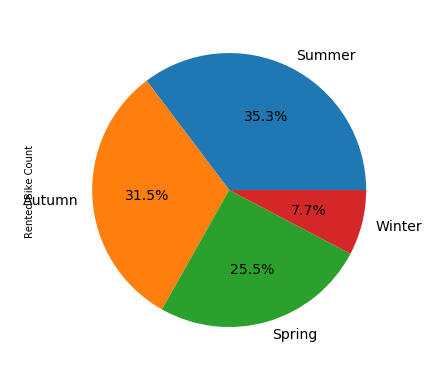 Summer
35.3%
Autumn
31.5%
Rented Bike Count
7.7%
Winter
25.5%
Spring